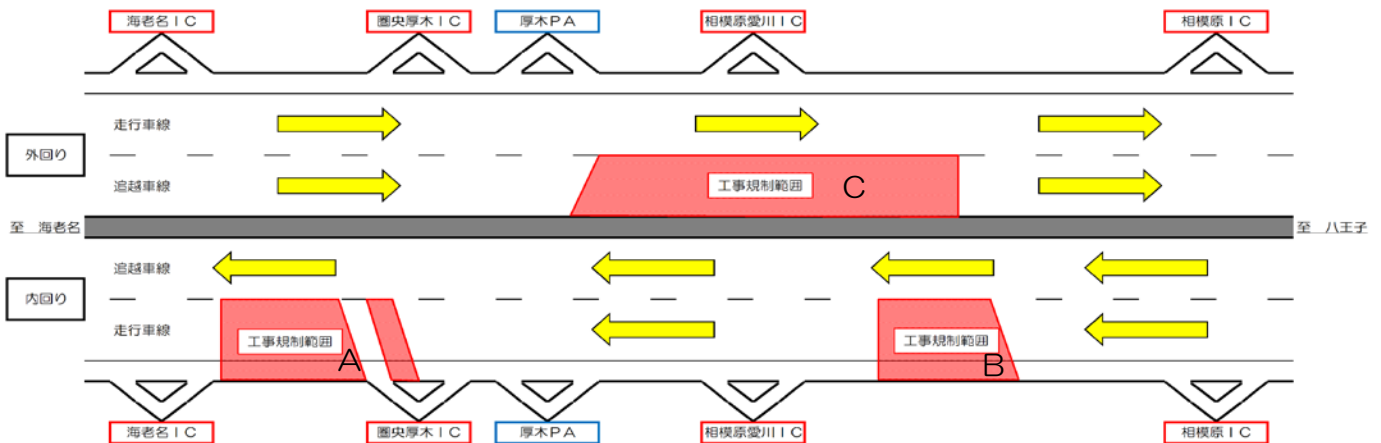 海老名IC
圏央厚木IC
厚木PA
相模原愛川IC
相模原IC
走行車線
外回り
追越車線
工事規制範囲
C
至 海老名
至 八王子
追越車線
内回り
走行車線
工事規制範囲
A
工事規制範囲
B
海老名IC
圏央厚木IC
厚木PA
相模原愛川IC
相模原IC